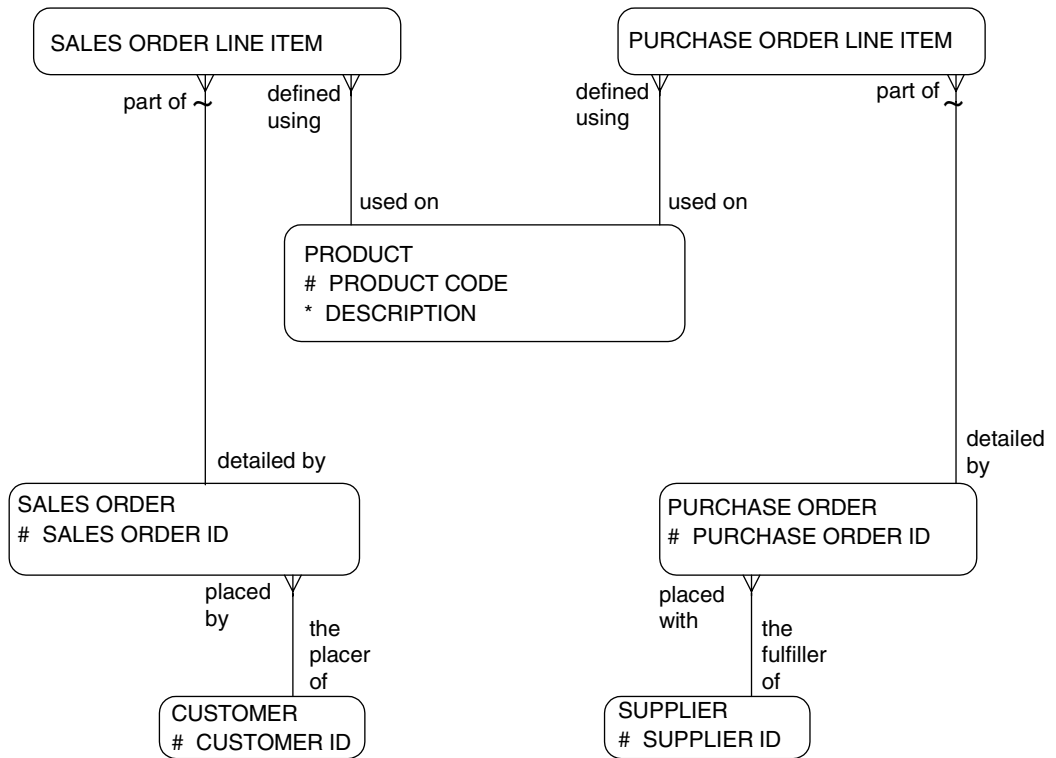 SALES ORDER LINE ITEM
PURCHASE ORDER LINE ITEM
part of ~
defined
using
defined
using
part of ~
used on
used on
PRODUCT
# PRODUCT CODE
* DESCRIPTION
detailed by
detailed
by
SALES ORDER
# SALES ORDER ID
PURCHASE ORDER
# PURCHASE ORDER ID
placed
by
the
placer
of
placed
with
the
fulfiller
of
CUSTOMER
# CUSTOMER ID
SUPPLIER
# SUPPLIER ID